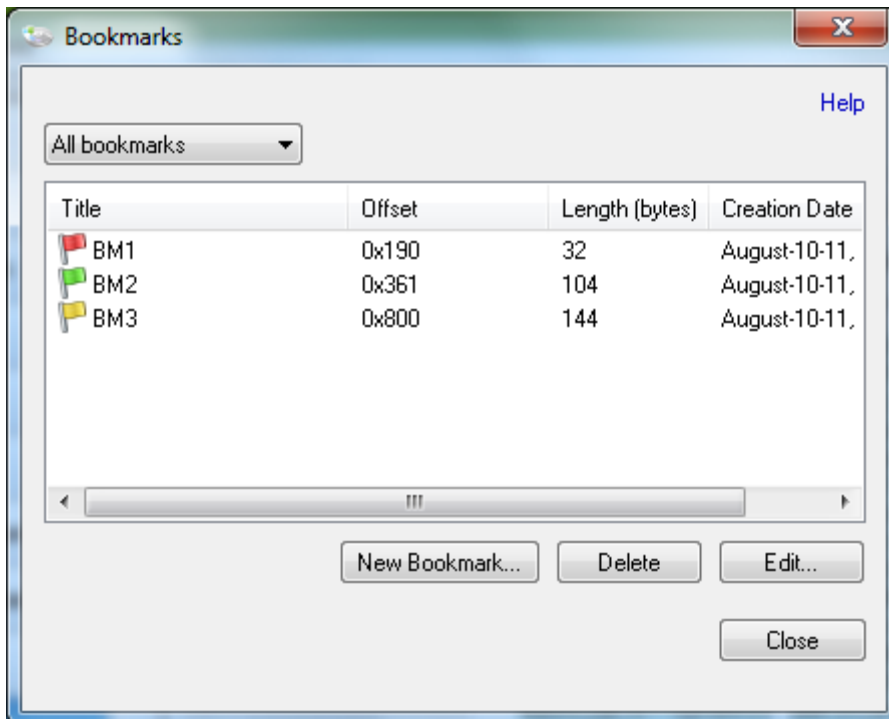 Bookmarks
Help
All bookmarks
Title Offset Length (bytes) Creation Date
BM1 0x190 32 August-10-11,
BM2 0x361 104 August-10-11,
BM3 0x800 144 August-10-11,
New Bookmark... Delete Edit...
Close